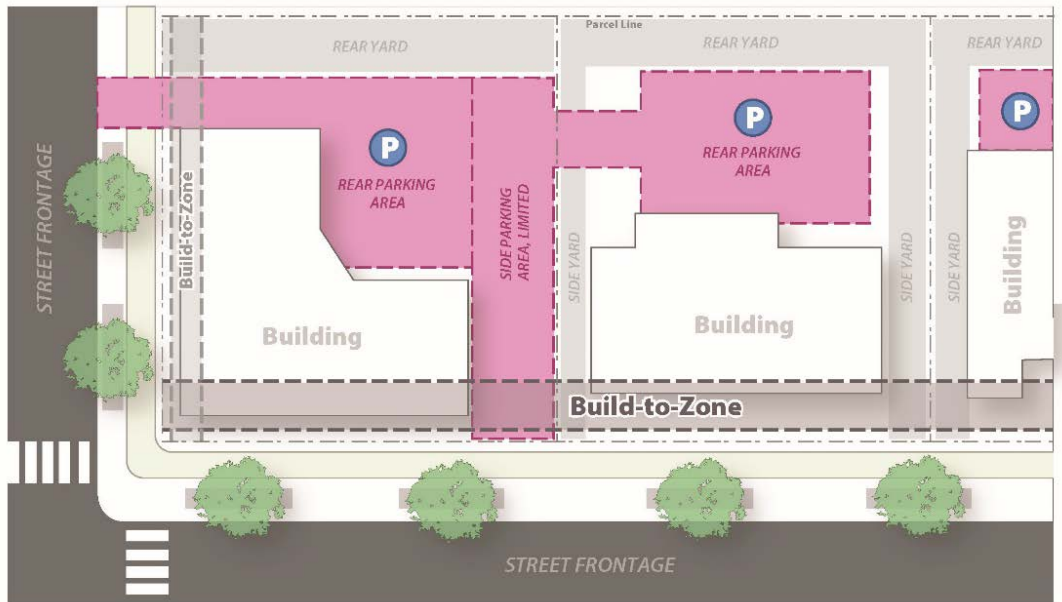 Parcel Line
REAR YARD
REAR YARD
REAR YARD
P
P
P
REAR PARKING
AREA
REAR PARKING
AREA
SIDE PARKING
AREA, LIMITED
STREET FRONTAGE
Build-to-Zone
SIDE YARD
SIDE YARD
SIDE YARD
Building
Building
Building
Build-to-Zone
STREET FRONTAGE